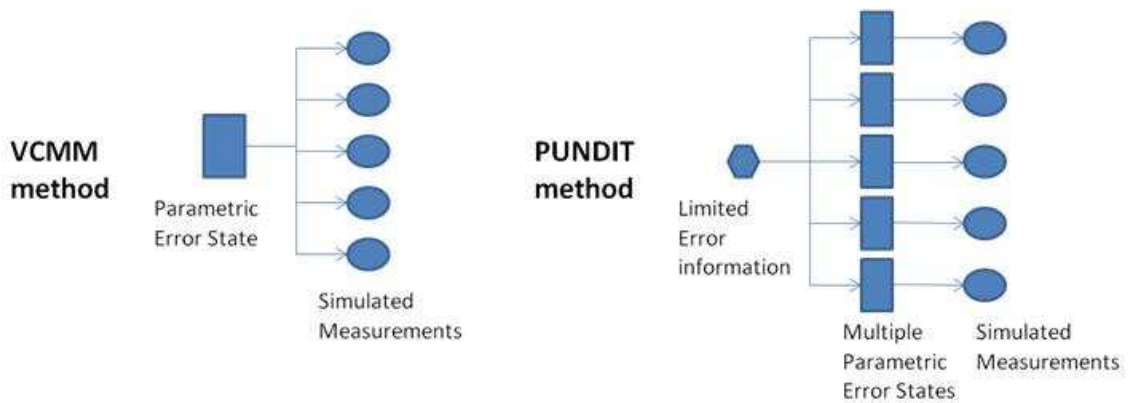 VCMM
method
Parametric
Error State
Simulated
Measurements
PUNDIT
method
Limited
Error
information
Multiple
Parametric
Error States
Simulated
Measurements